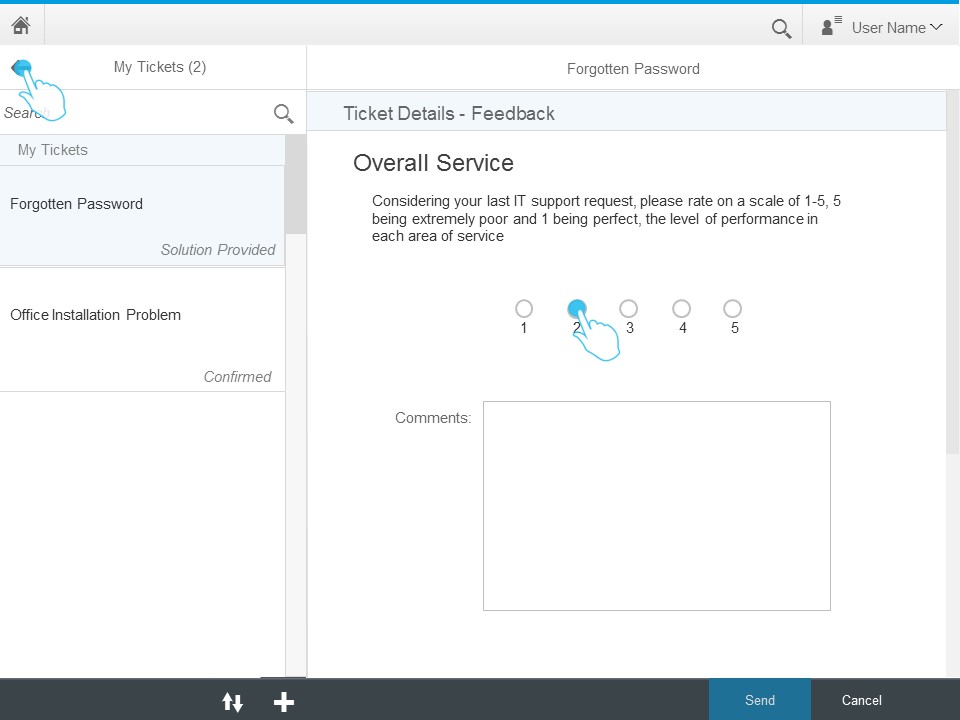 User Name
My Tickets (2)
Forgotten Password
Search
Ticket Details - Feedback
My Tickets
Overall Service
Forgotten Password
Considering your last IT support request, please rate on a scale of 1-5, 5
being extremely poor and 1 being perfect, the level of performance in
each area of service
Solution Provided
Office Installation Problem
1 2 3 4 5
Confirmed
Comments:
Send
Cancel